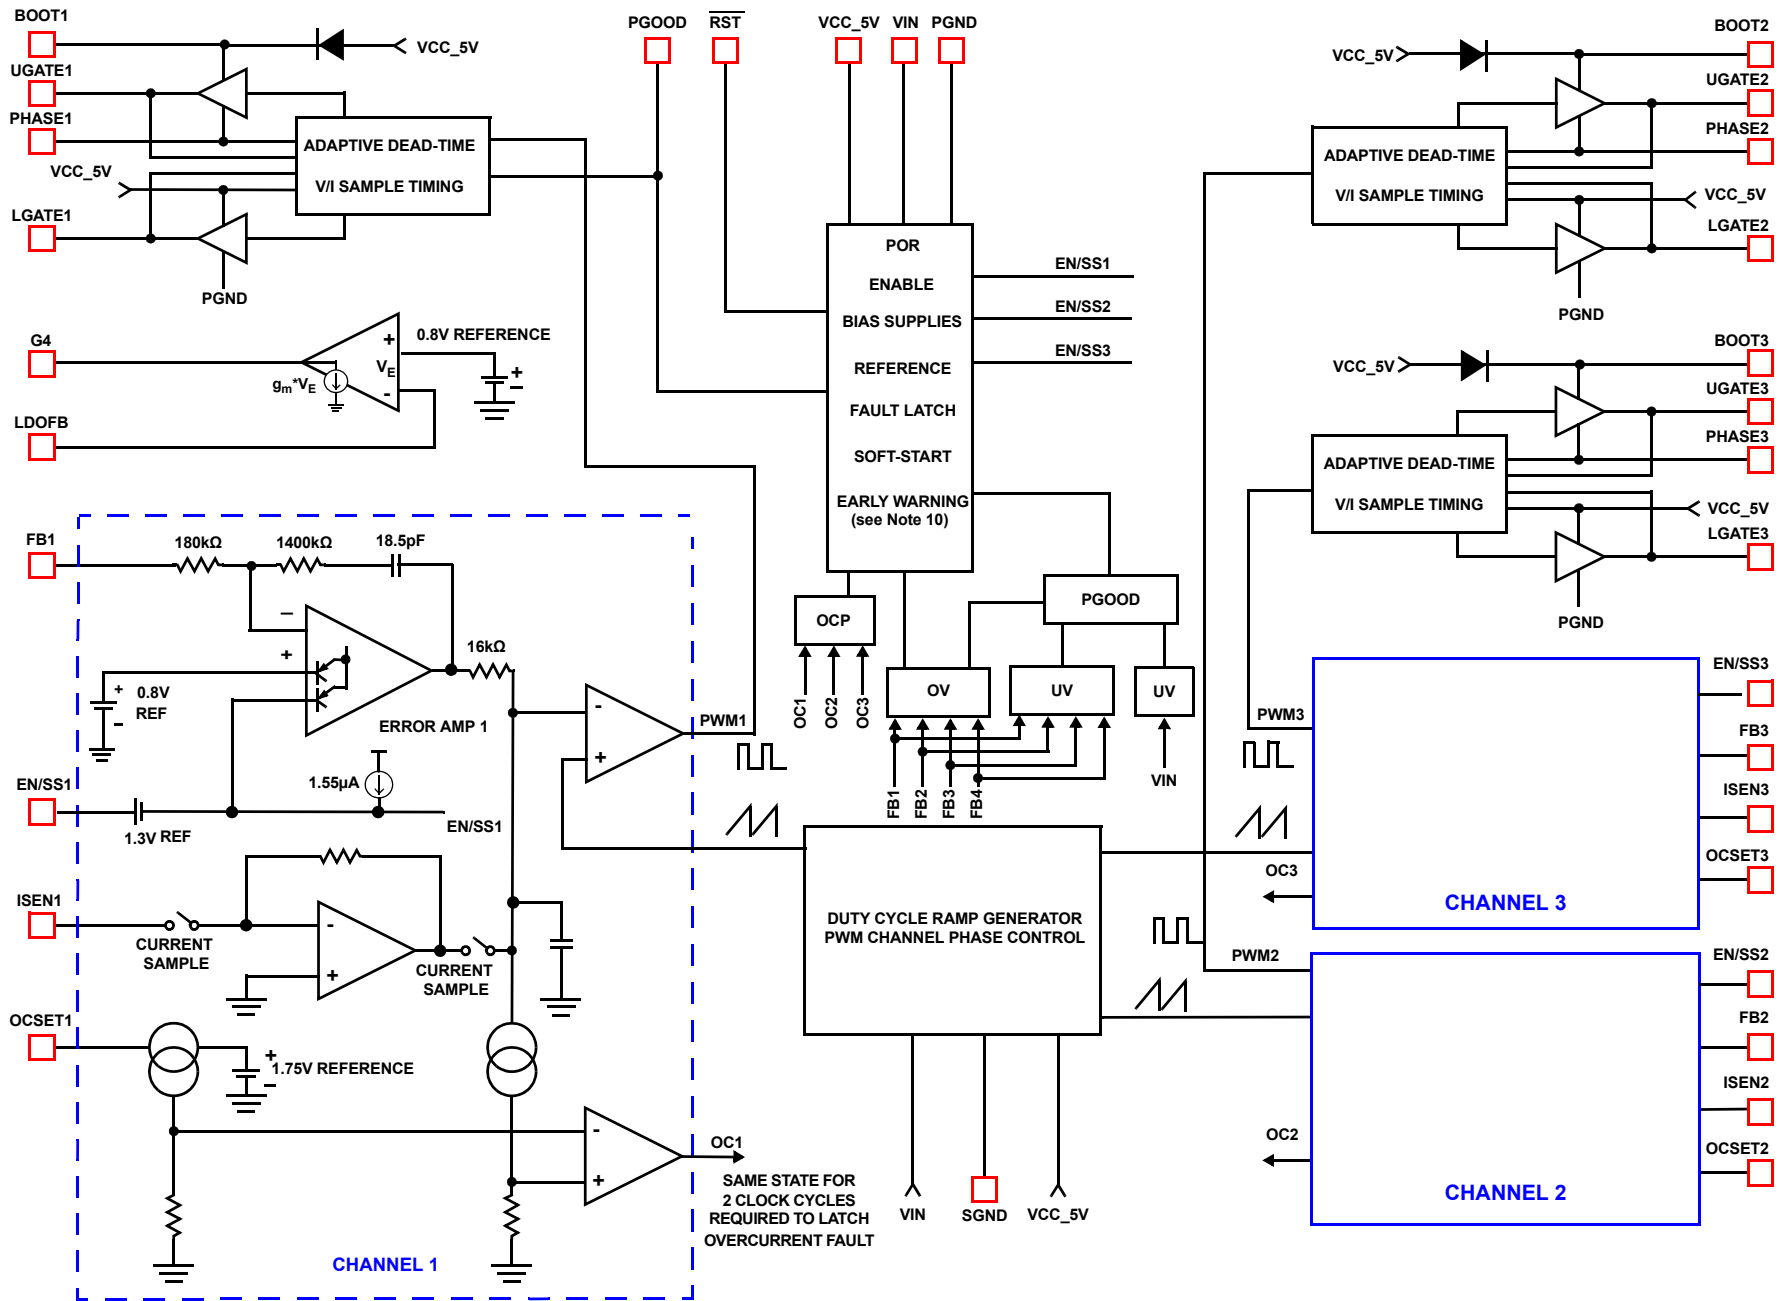 BOOT1
VCC_5V
UGATE1
PHASE1
VCC_5V
ADAPTIVE DEAD-TIME
V/I SAMPLE TIMING
LGATE1
PGND
PGOOD
RST
VCC_5V
VIN
PGND
BOOT2
VCC_5V
UGATE2
PHASE2
ADAPTIVE DEAD-TIME
V/I SAMPLE TIMING
VCC_5V
LGATE2
PGND
POR
ENABLE
BIAS SUPPLIES
REFERENCE
FAULT LATCH
SOFT-START
EARLY WARNING
(see Note 10)
EN/SS1
EN/SS2
EN/SS3
G4
+
VE
-
gm*VE
0.8V REFERENCE
+
-
LDOFB
BOOT3
VCC_5V
UGATE3
PHASE3
ADAPTIVE DEAD-TIME
V/I SAMPLE TIMING
VCC_5V
LGATE3
PGND
FB1
180kΩ
1400kΩ
18.5pF
–
+
16kΩ
+
0.8V
REF
-
ERROR AMP 1
1.55µA
EN/SS1
EN/SS1
1.3V REF
-
+
PWM1
OCP
OC1
OC2
OC3
PGOOD
OV
UV
UV
FB1
FB2
FB3
FB4
VIN
ISEN1
CURRENT
SAMPLE
-
+
CURRENT
SAMPLE
OCSET1
+
1.75V REFERENCE
-
-
+
OC1
SAME STATE FOR
2 CLOCK CYCLES
REQUIRED TO LATCH
OVERCURRENT FAULT
CHANNEL 1
DUTY CYCLE RAMP GENERATOR
PWM CHANNEL PHASE CONTROL
VIN
SGND
VCC_5V
PWM3
OC3
EN/SS3
FB3
ISEN3
OCSET3
CHANNEL 3
PWM2
OC2
EN/SS2
FB2
ISEN2
OCSET2
CHANNEL 2